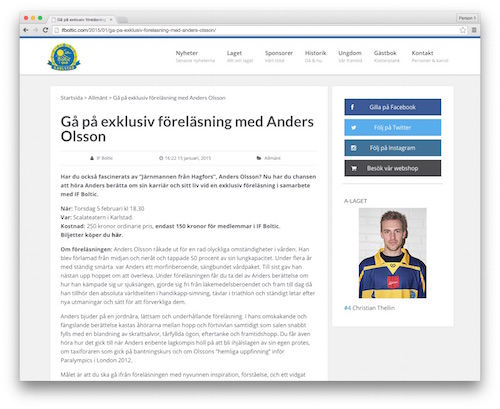 Gå på exklusiv föreläsning
Person 1
ifboltic.com/2015/01/ga-pa-exklusiv-forelasning-med-anders-olsson/
Boltic
Nyheter
Senaste nyheterna
Laget
Allt om laget
Sponsorer
Vårt stöd
Historik
Då & nu
Ungdom
Vår framtid
Gästbok
Kontakt
Personer & kansli
Startsida > Allmänt > Gå på exklusiv föreläsning med Anders Olsson
Gå på exklusiv föreläsning med Anders
Olsson
IF Boltic
16:22 15 januari, 2015
Allmänt
Har du också fascinerats av "Järnmannen från Hagfors", Anders Olsson? Nu har du chansen
att höra Anders berätta om sin karriär och sitt liv vid en exklusiv föreläsning i samarbete
med IF Boltic.
När: Torsdag 5 februari kl 18.30
Var: Scalateatern i Karlstad.
Kostnad: 250 kronor ordinarie pris, endast 150 kronor för medlemmar i IF Boltic.
Biljetter köper du här.
Om föreläsningen: Anders Olsson råkade ut för en rad olyckliga omständigheter i vården. Han
blev förlamad från midjan och neråt och tappade 50 procent av sin lungkapacitet. Under flera år
med ständig smärta var Anders ett morfinberoende, sängbundet vårdpaket. Till sist gav han
nästan upp hoppet om att överleva. Under föreläsningen får du ta del av Anders berättelse om
hur han kämpade sig ur sjuksängen, gjorde sig fri från läkemedelsberoendet och fram till idag då
han tillhör den absoluta världseliten i handikapp-simning, tävlar i triathlon och ständigt letar efter
nya utmaningar och sätt för att förverkliga dem.
Anders bjuder på en jordnära, lättsam och underhållande föreläsning. I hans omskakande och
fängslande berättelse kastas åhörarna mellan hopp och förtvivlan samtidigt som salen snabbt
fylls med en blandning av skrattsalvor, tårfyllda ögon, eftertanke och framtidshopp. Du får även
höra hur det gick till när Anders enbente lagkompis höll på att bli ihjälslagen av sin egen protes,
om taxiföraren som gick på bantningskurs och om Olssons "hemliga uppfinning" inför
Paralympics i London 2012.
Målet är att du ska gå ifrån föreläsningen med nyvunnen inspiration, förståelse, och ett vidgat
Gilla på Facebook
Följ på Twitter
Följ på Instagram
Besök vår webshop
A-LAGET
#4 Christian Thellin